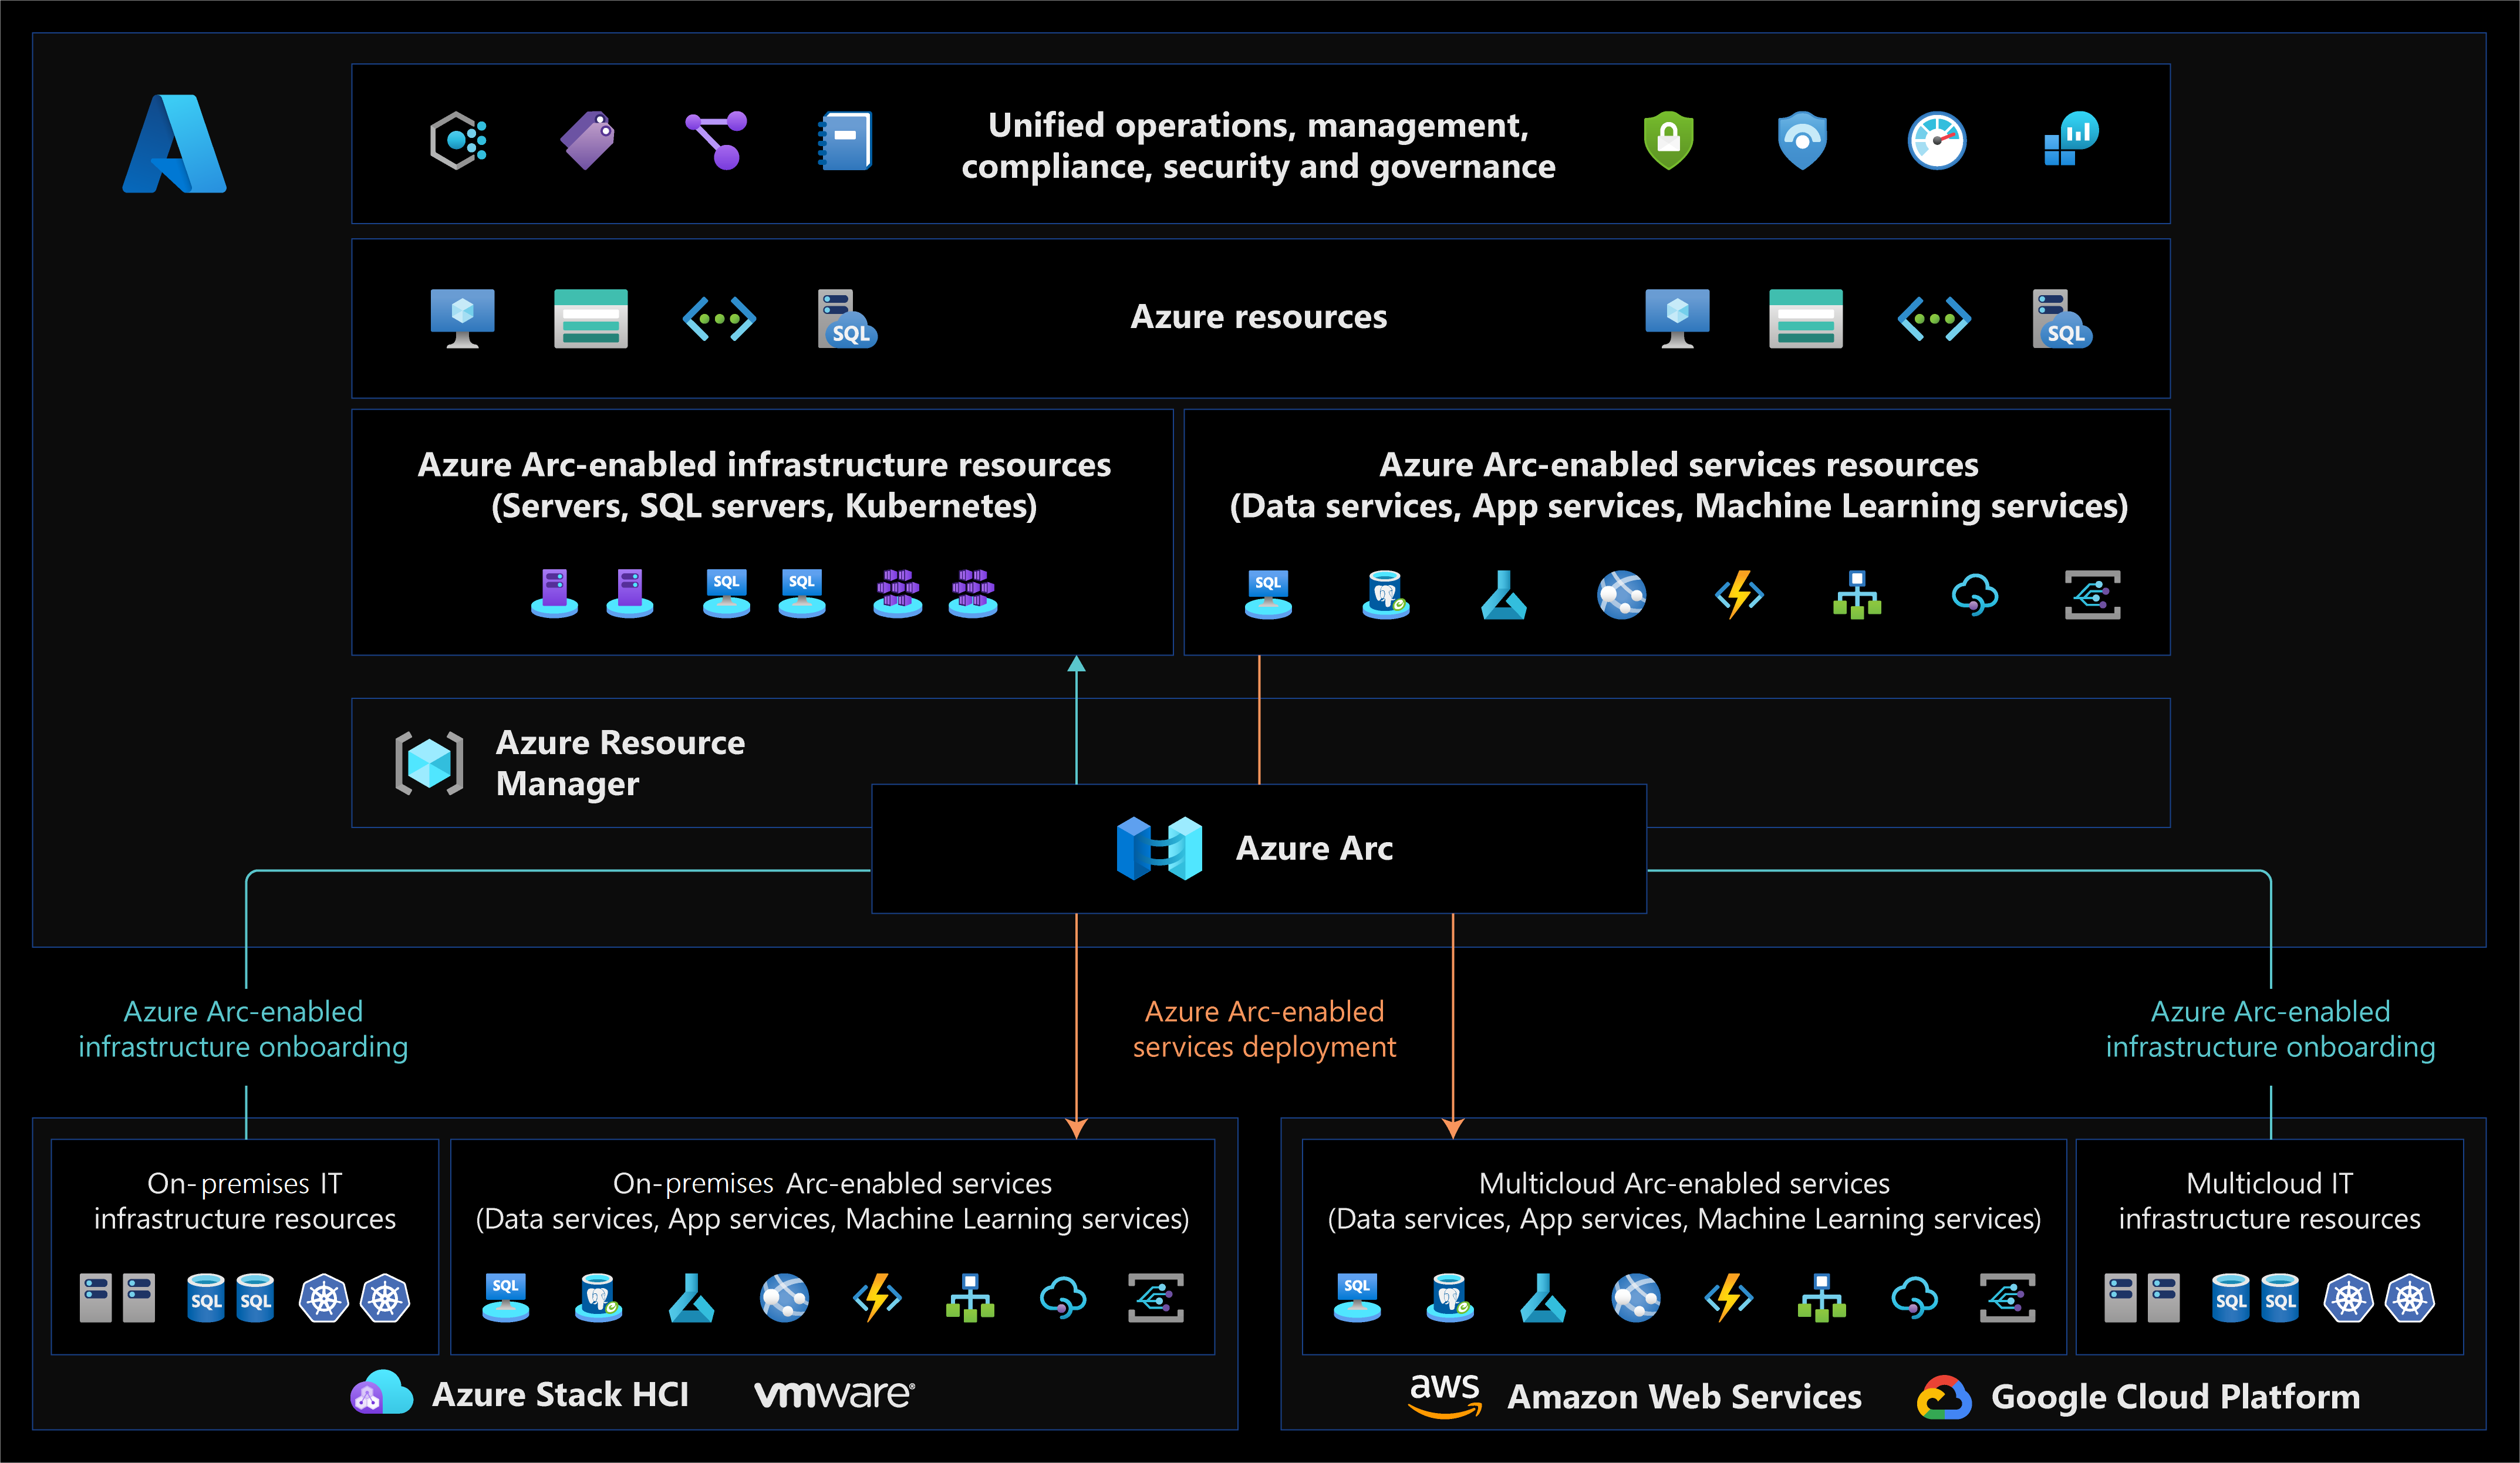 Unified operations, management,
compliance, security and governance
Azure resources
SQL
SQL
Azure Arc-enabled infrastructure resources
(Servers, SQL servers, Kubernetes)
SQL
SQL
Azure Arc-enabled services resources
(Data services, App services, Machine Learning services)
SQL
Azure Resource
Manager
Azure Arc
Azure Arc-enabled
infrastructure onboarding
Azure Arc-enabled
services deployment
Azure Arc-enabled
infrastructure onboarding
On-premises IT
infrastructure resources
SQL
SQL
On-premises Arc-enabled services
(Data services, App services, Machine Learning services)
SQL
Multicloud Arc-enabled services
(Data services, App services, Machine Learning services)
SQL
Multicloud IT
infrastructure resources
SQL
SQL
Azure Stack HCI
vmware®
aws
Amazon Web Services
Google Cloud Platform